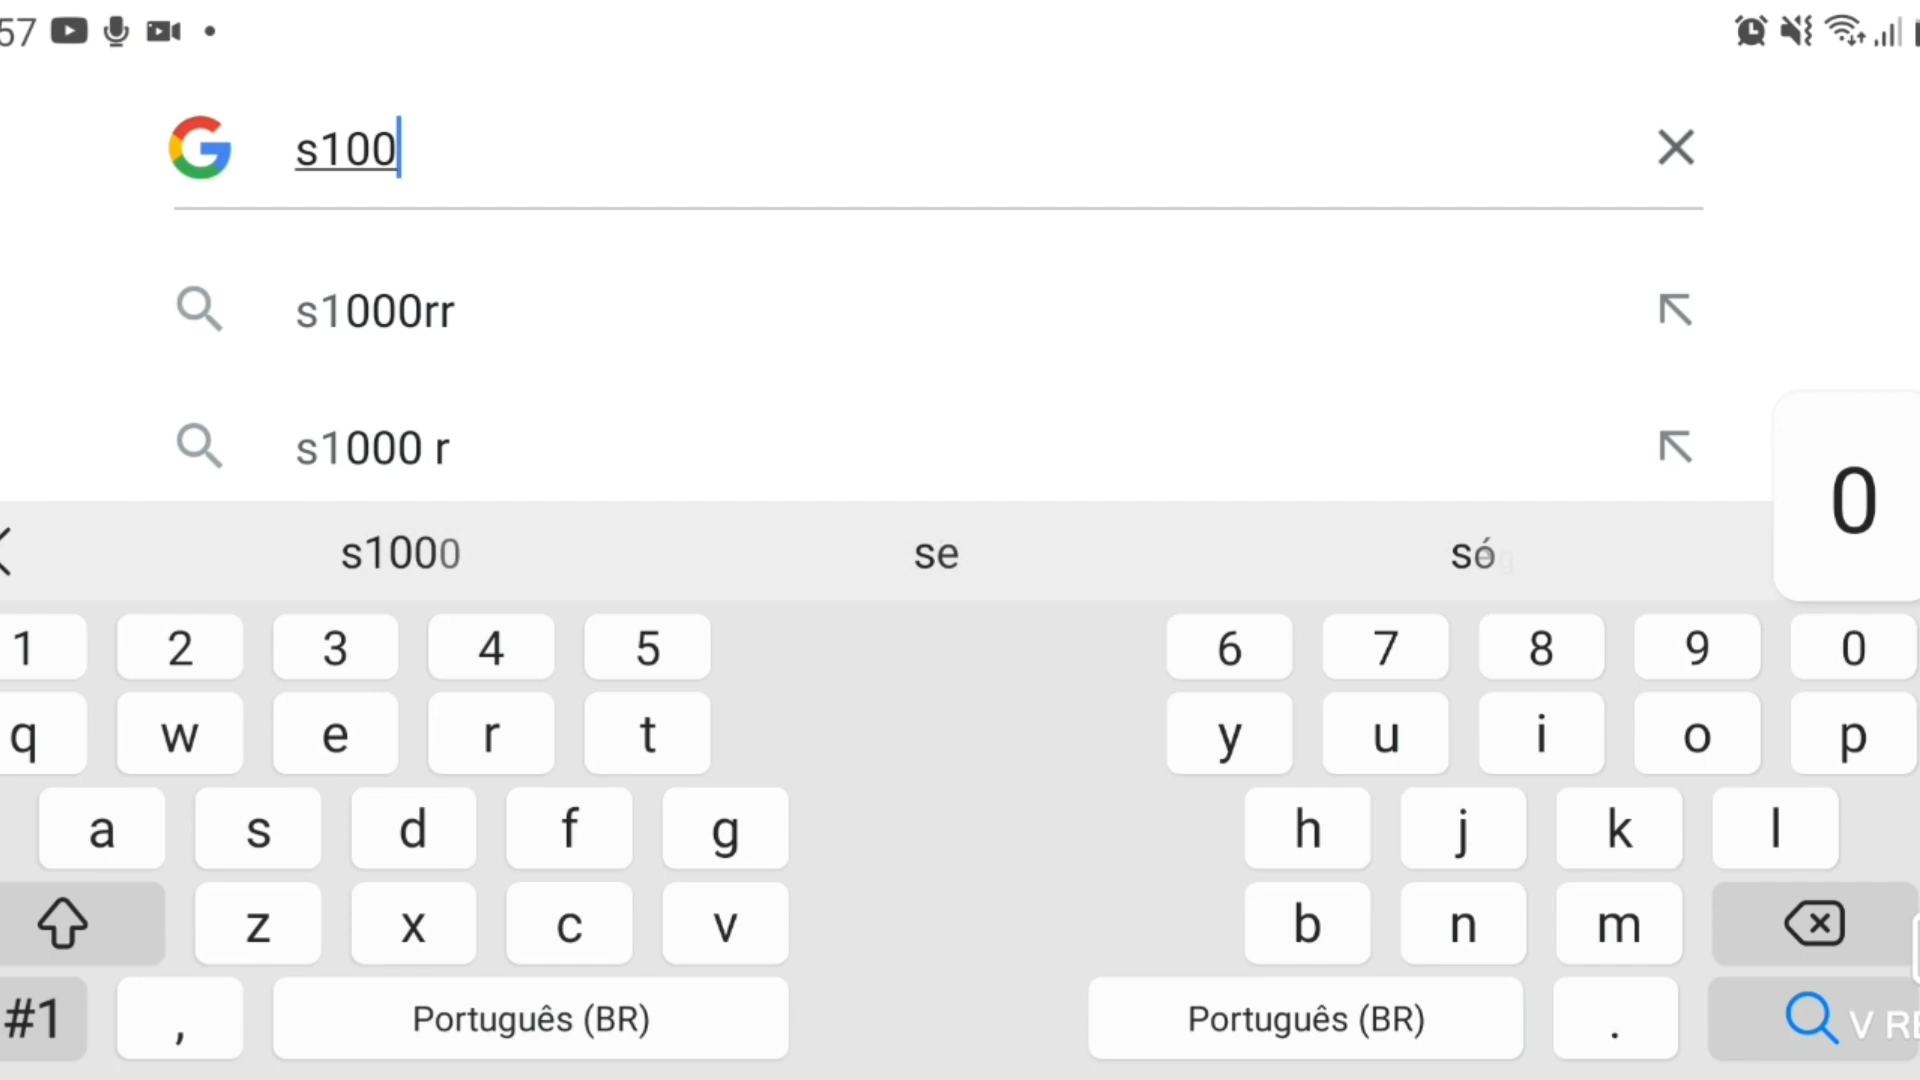 57
s100
s1000rr
s1000 r
0
s1000 se
1 2 3 4 5 6 7 8 9 0
q w e r t y u i o p
a s d f g h j k l
z x c v b n m
#1 , Português (BR) Português (BR) .
V RE